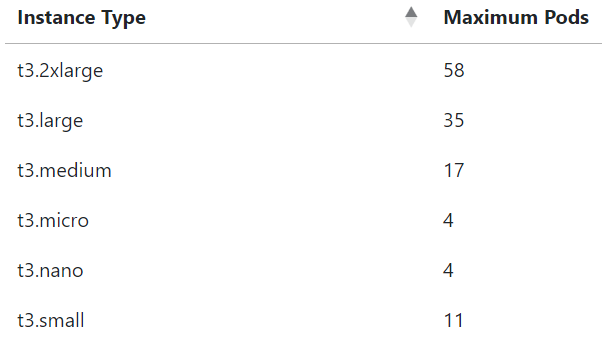 Instance Type Maximum Pods
t3.2xlarge 58
t3.large 35
t3.medium 17
t3.micro 4
t3.nano 4
t3.small 11